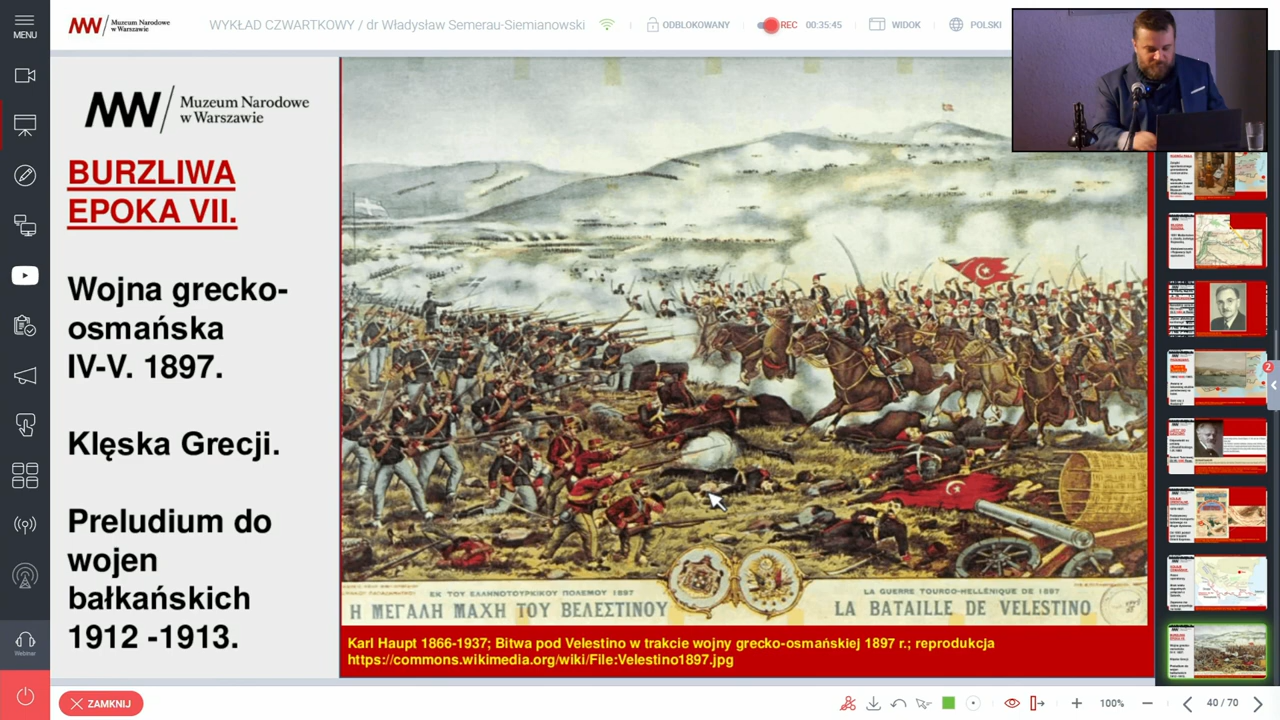 MENU
Muzeum Narodowe
w Warszawie
WYKŁAD CZWARTKOWY / dr Władysław Semerau-Siemianowski
ODBLOKOWANY
REC
00:35:45
WIDOK
POLSKI
Muzeum Narodowe
w Warszawie
BURZLIWA
EPOKA VII.
Wojna grecko-
osmańska
IV-V. 1897.
Klęska Grecji.
Preludium do
wojen
bałkańskich
1912 -1913.
ΕΚ ΤΟΥ ΕΛΛΗΝΟΤΟΥΡΚΙΚΟΥ ΠΟΛΕΜΟΥ 1897
Η ΜΕΓΑΛΗ ΜΑΧΗ ΤΟΥ ΒΕΛΕΣΤΙΝΟΥ
LA GUERRE TOURCO-HELLÉNIQUE DE 1897
LA BATAILLE DE VELESTINO
Karl Haupt 1866-1937; Bitwa pod Velestino w trakcie wojny grecko-osmańskiej 1897 r.; reprodukcja
https://commons.wikimedia.org/wiki/File:Velestino1897.jpg
2
Webinar
ZAMKNIJ
100%
40 / 70